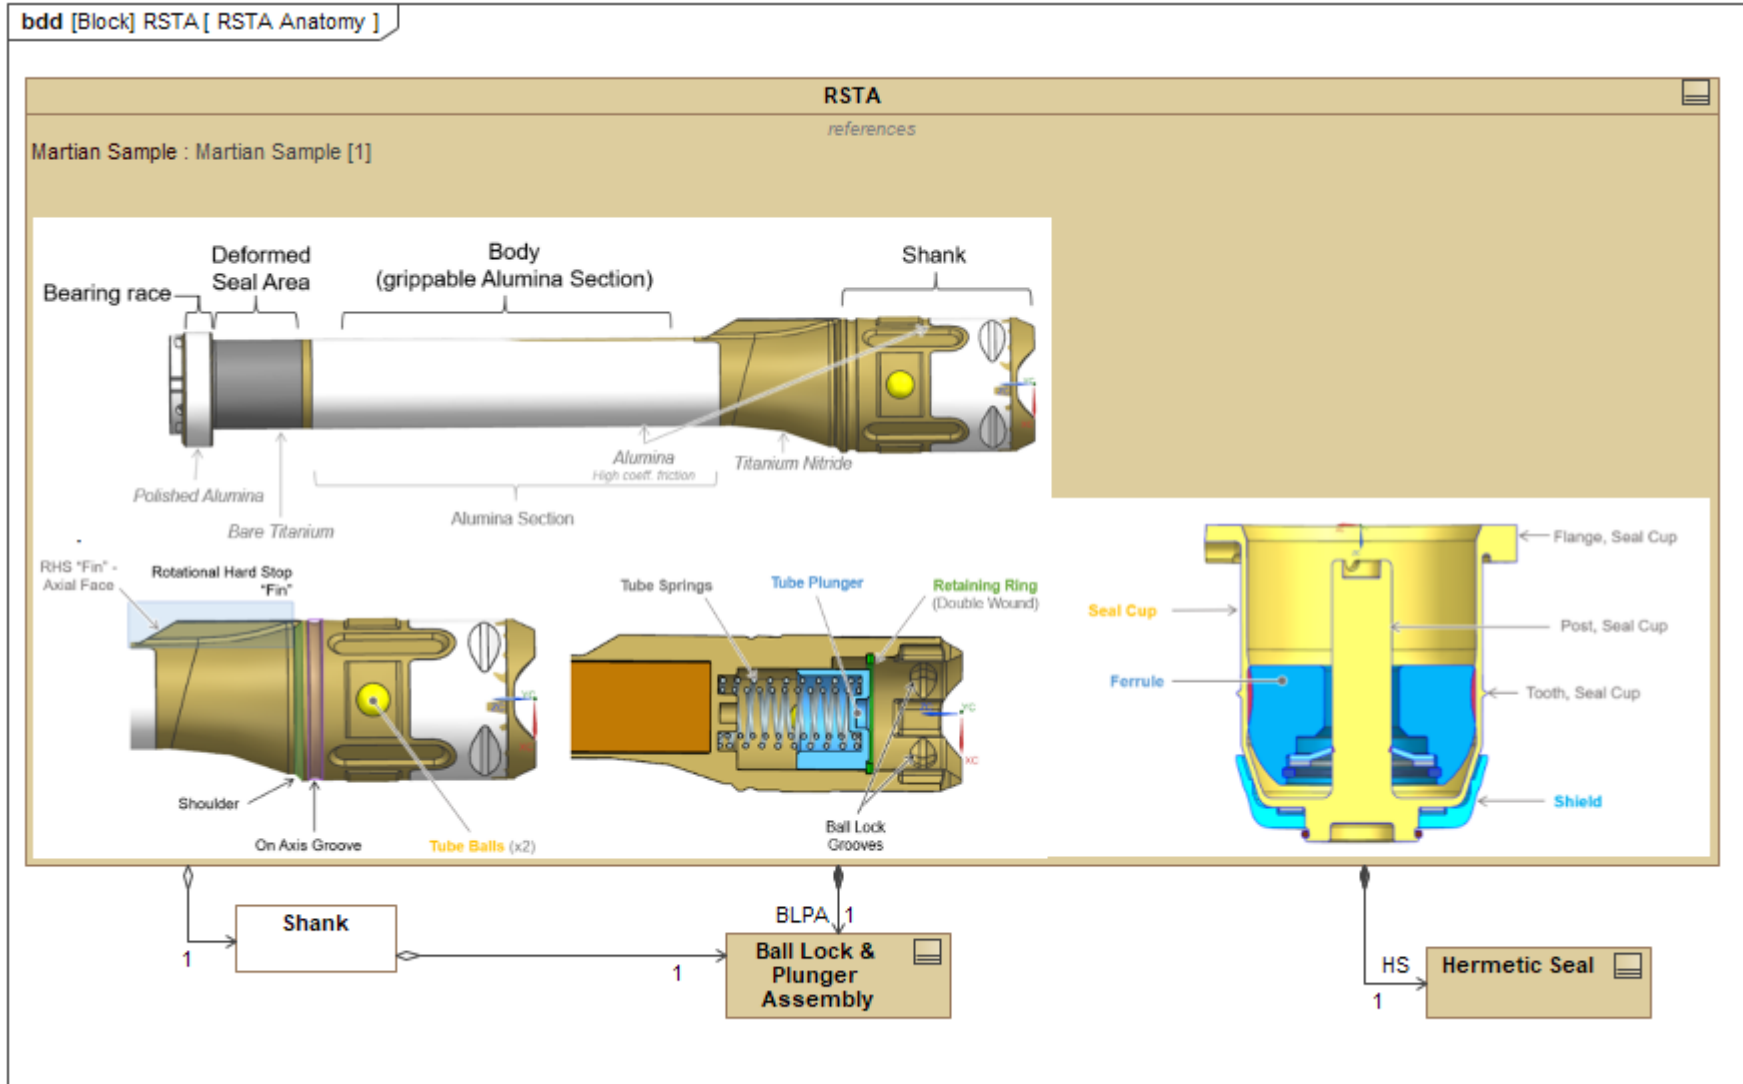 bdd [Block] RSTA [ RSTA Anatomy ]
RSTA
references
Martian Sample : Martian Sample [1]
Bearing race
Deformed
Seal Area
Body
(grippable Alumina Section)
Shank
Polished Alumina
Bare Titanium
Alumina
High coeff. friction
Titanium Nitride
Alumina Section
RHS "Fin" -
Axial Face
Rotational Hard Stop
"Fin"
Shoulder
On Axis Groove
Tube Balls (x2)
YC
Tube Springs
Tube Plunger
Retaining Ring
(Double Wound)
Ball Lock
Grooves
YC
XC
Flange, Seal Cup
Seal Cup
Post, Seal Cup
Ferrule
Tooth, Seal Cup
Shield
1
Shank
1
BLPA 1
Ball Lock &
Plunger
Assembly
HS
1
Hermetic Seal